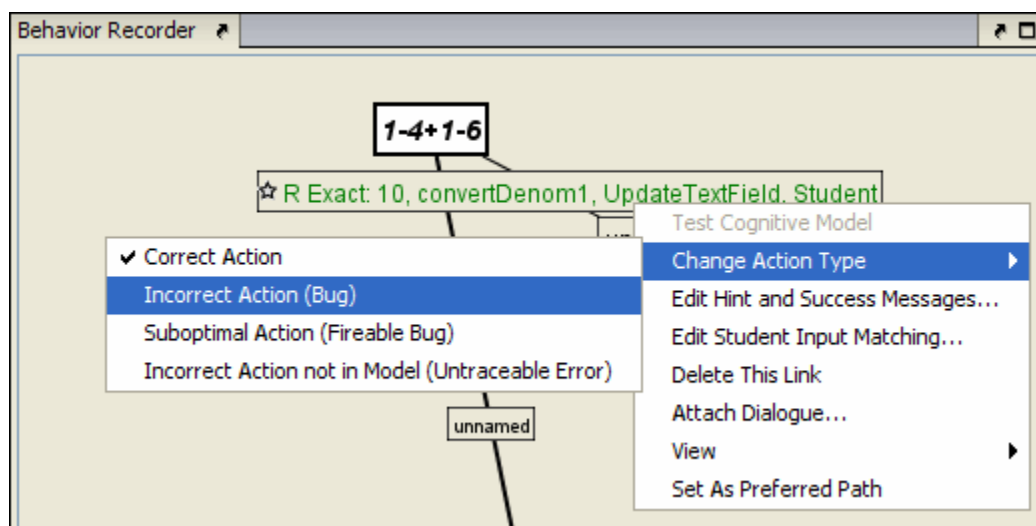 Behavior Recorder
1-4+1-6
R Exact: 10, convertDenom1, UpdateTextField, Student
Test Cognitive Model
Correct Action
Change Action Type
Incorrect Action (Bug)
Edit Hint and Success Messages...
Suboptimal Action (Fireable Bug)
Edit Student Input Matching...
Incorrect Action not in Model (Untraceable Error)
Delete This Link
Attach Dialogue...
unnamed
View
Set As Preferred Path